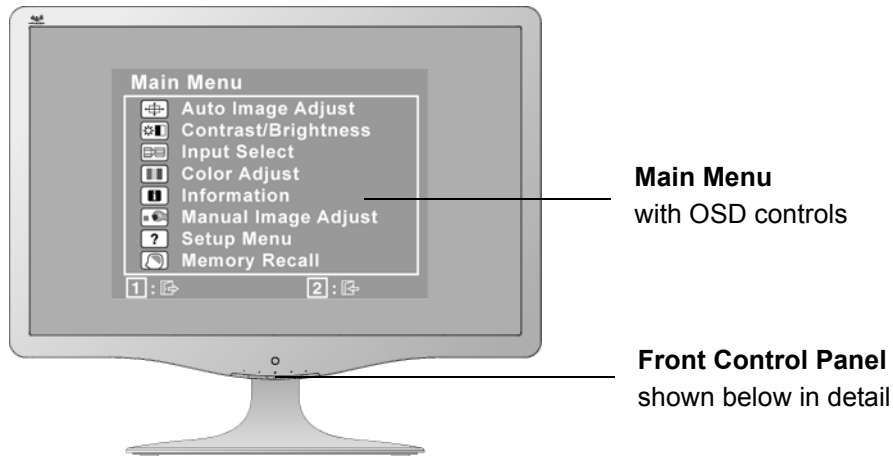 Main Menu
Auto Image Adjust
Contrast/Brightness
Input Select
Color Adjust
Information
Manual Image Adjust
? Setup Menu
Memory Recall
1 : 2 :
Main Menu
with OSD controls
Front Control Panel
shown below in detail